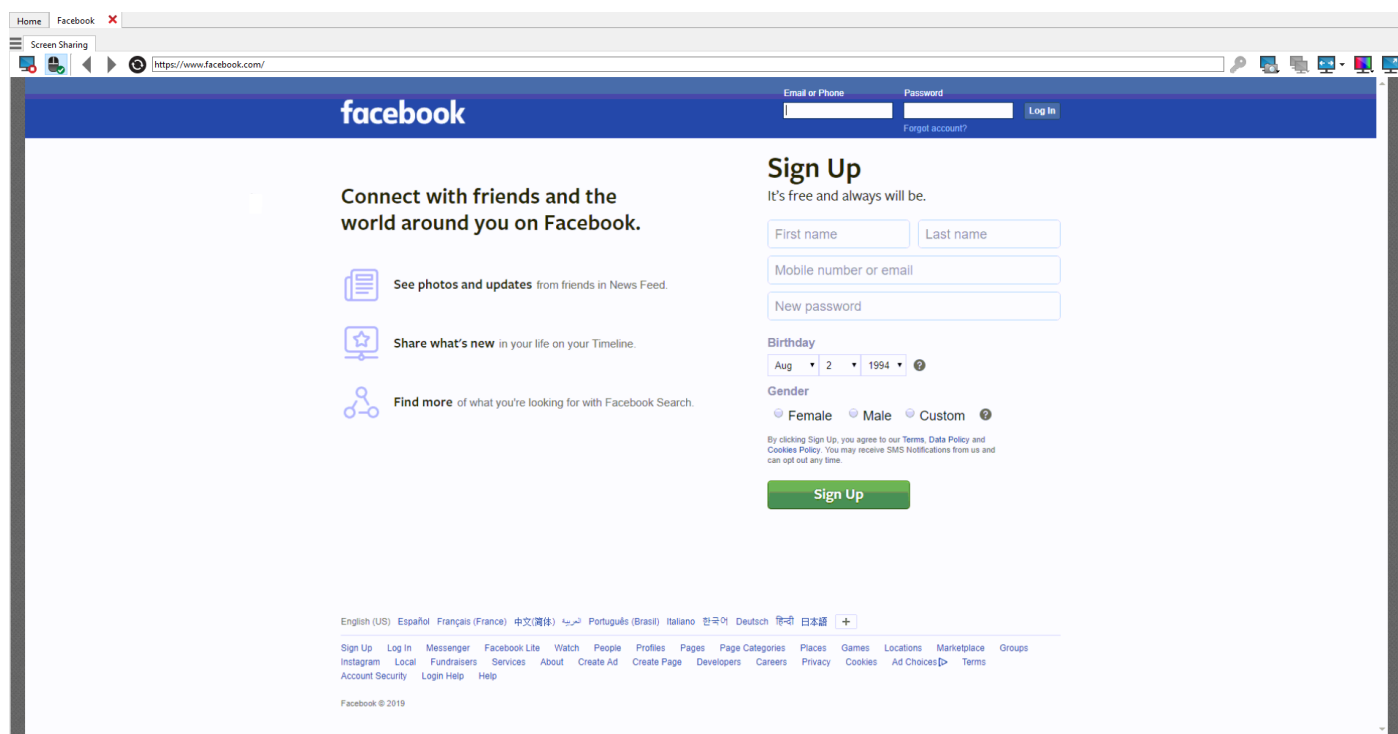 Home Facebook
Screen Sharing
https://www.facebook.com/
facebook
Email or Phone Password
Log In
Forgot account?
Sign Up
It's free and always will be.
Connect with friends and the
world around you on Facebook.
First name Last name
Mobile number or email
New password
See photos and updates from friends in News Feed.
Share what's new in your life on your Timeline.
Find more of what you're looking for with Facebook Search.
Birthday
Aug 2 1994 ?
Gender
Female Male Custom ?
By clicking Sign Up, you agree to our Terms, Data Policy and
Cookies Policy. You may receive SMS Notifications from us and
can opt out any time.
Sign Up
English (US) Español Français (France) 中文(简体) العربية Português (Brasil) Italiano 한국어 Deutsch हिन्दी 日本語 +
Sign Up Log In Messenger Facebook Lite Watch People Profiles Pages Page Categories Places Games Locations Marketplace Groups
Instagram Local Fundraisers Services About Create Ad Create Page Developers Careers Privacy Cookies Ad Choices Terms
Account Security Login Help Help
Facebook © 2019